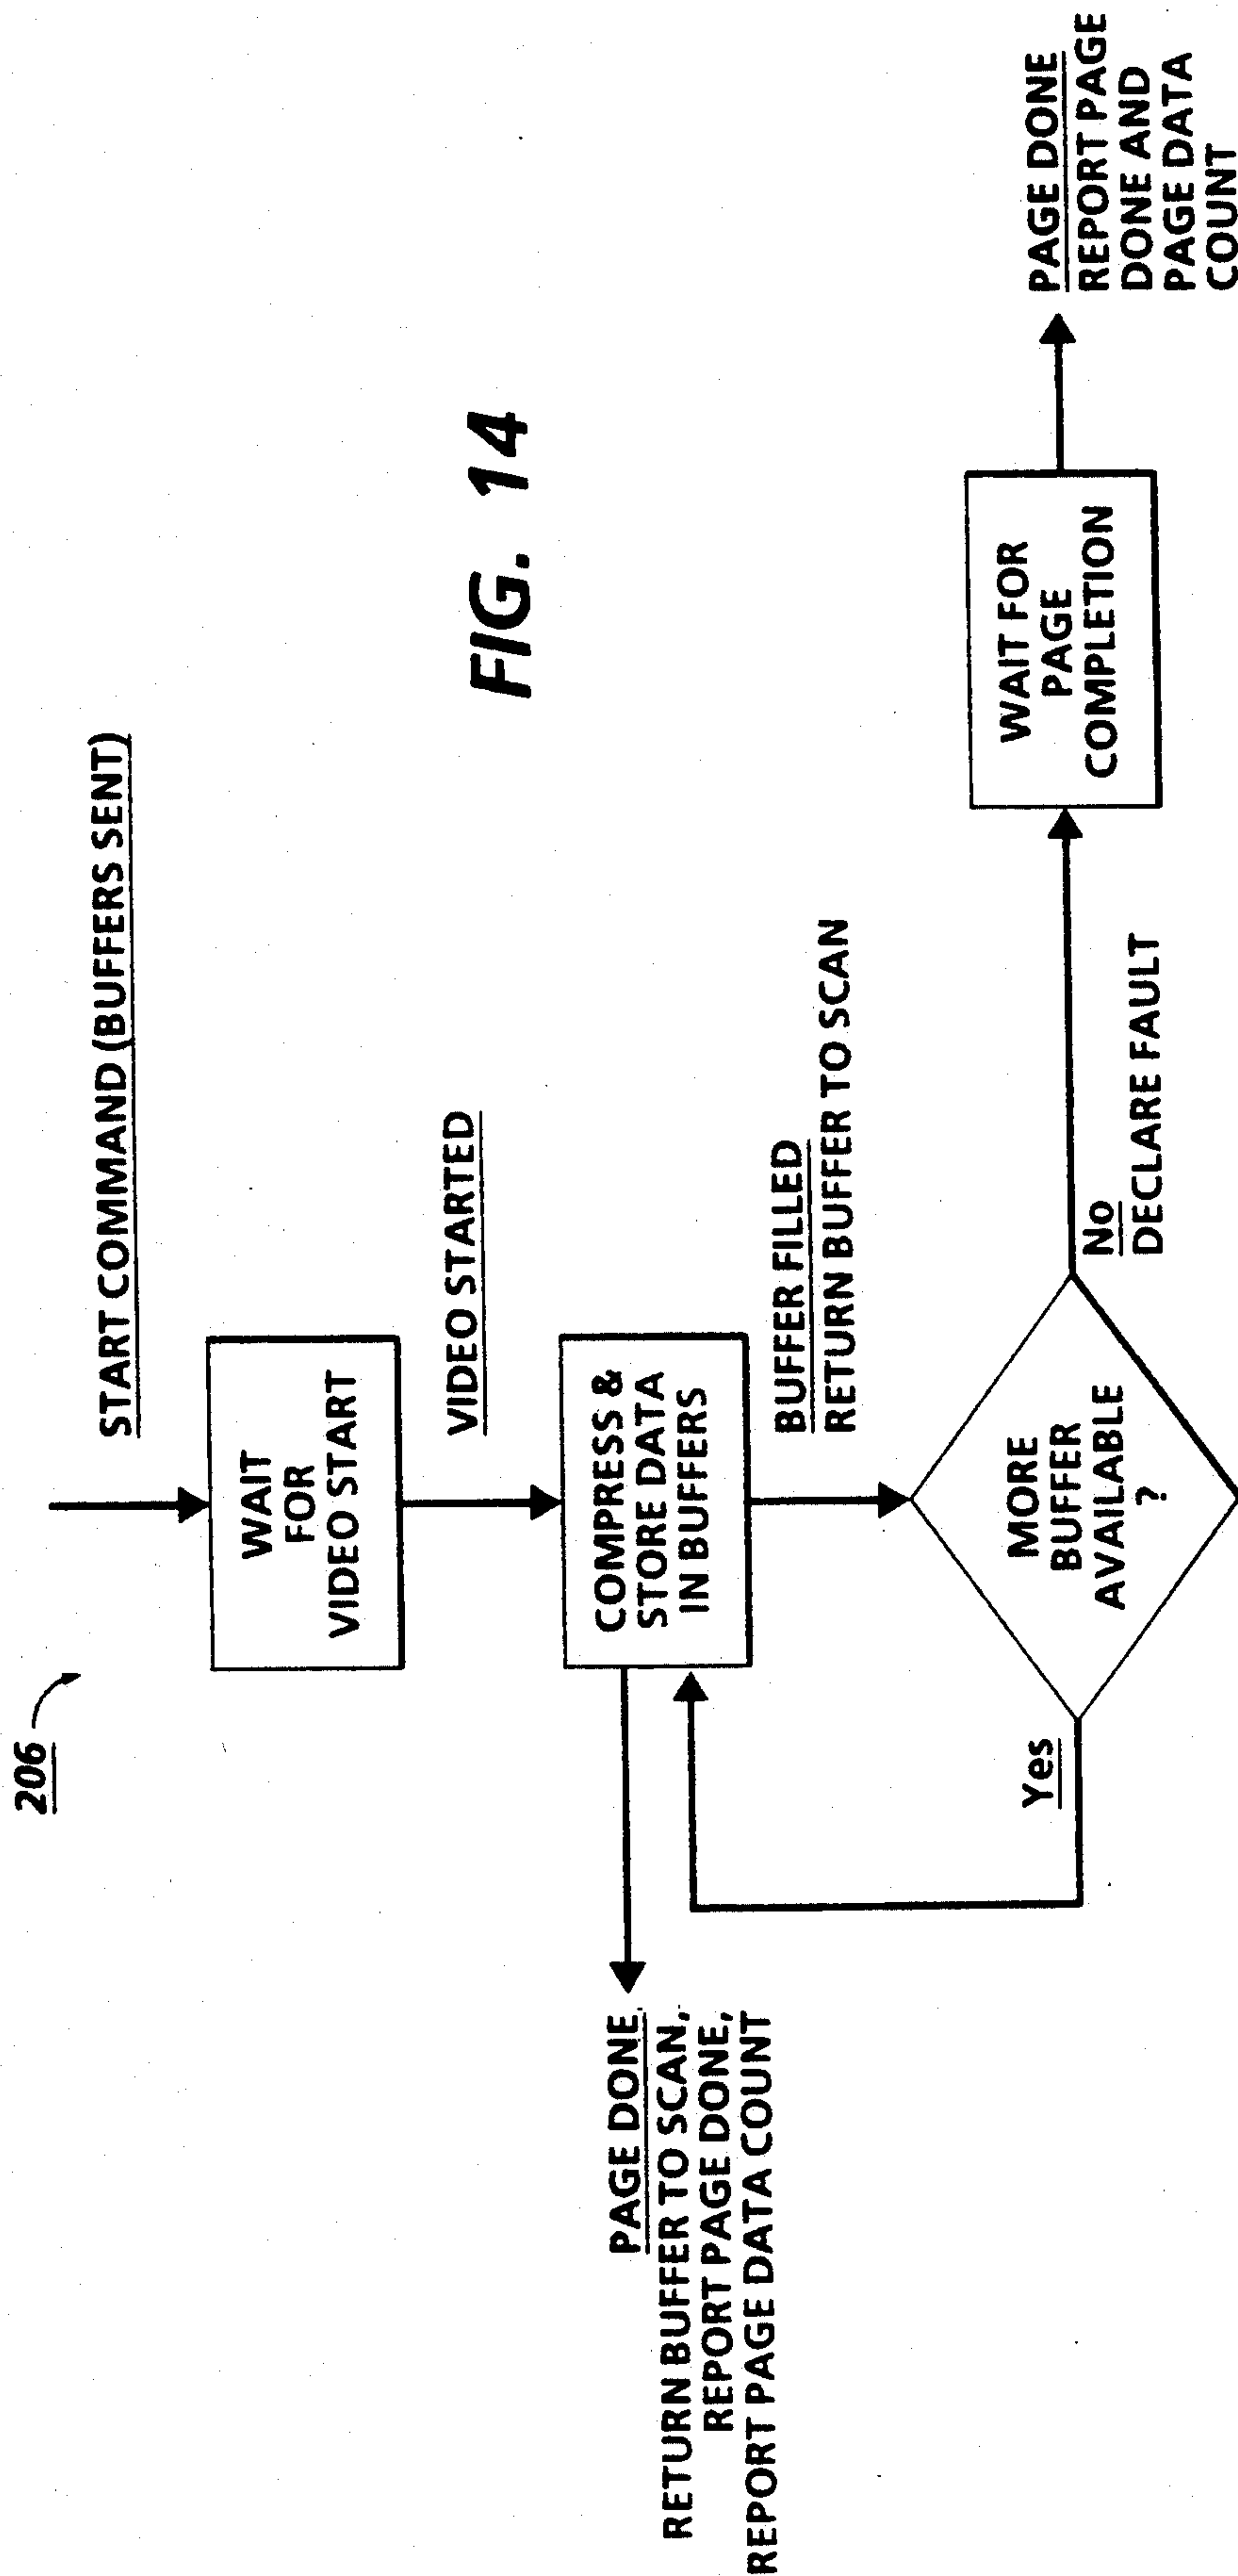 206
START COMMAND (BUFFERS SENT)
WAIT
FOR
VIDEO START
VIDEO STARTED
FIG. 14
COMPRESS &
STORE DATA
IN BUFFERS
PAGE DONE
RETURN BUFFER TO SCAN,
REPORT PAGE DONE,
REPORT PAGE DATA COUNT
BUFFER FILLED
RETURN BUFFER TO SCAN
MORE
BUFFER
AVAILABLE
?
Yes
No
DECLARE FAULT
WAIT FOR
PAGE
COMPLETION
PAGE DONE
REPORT PAGE
DONE AND
PAGE DATA
COUNT